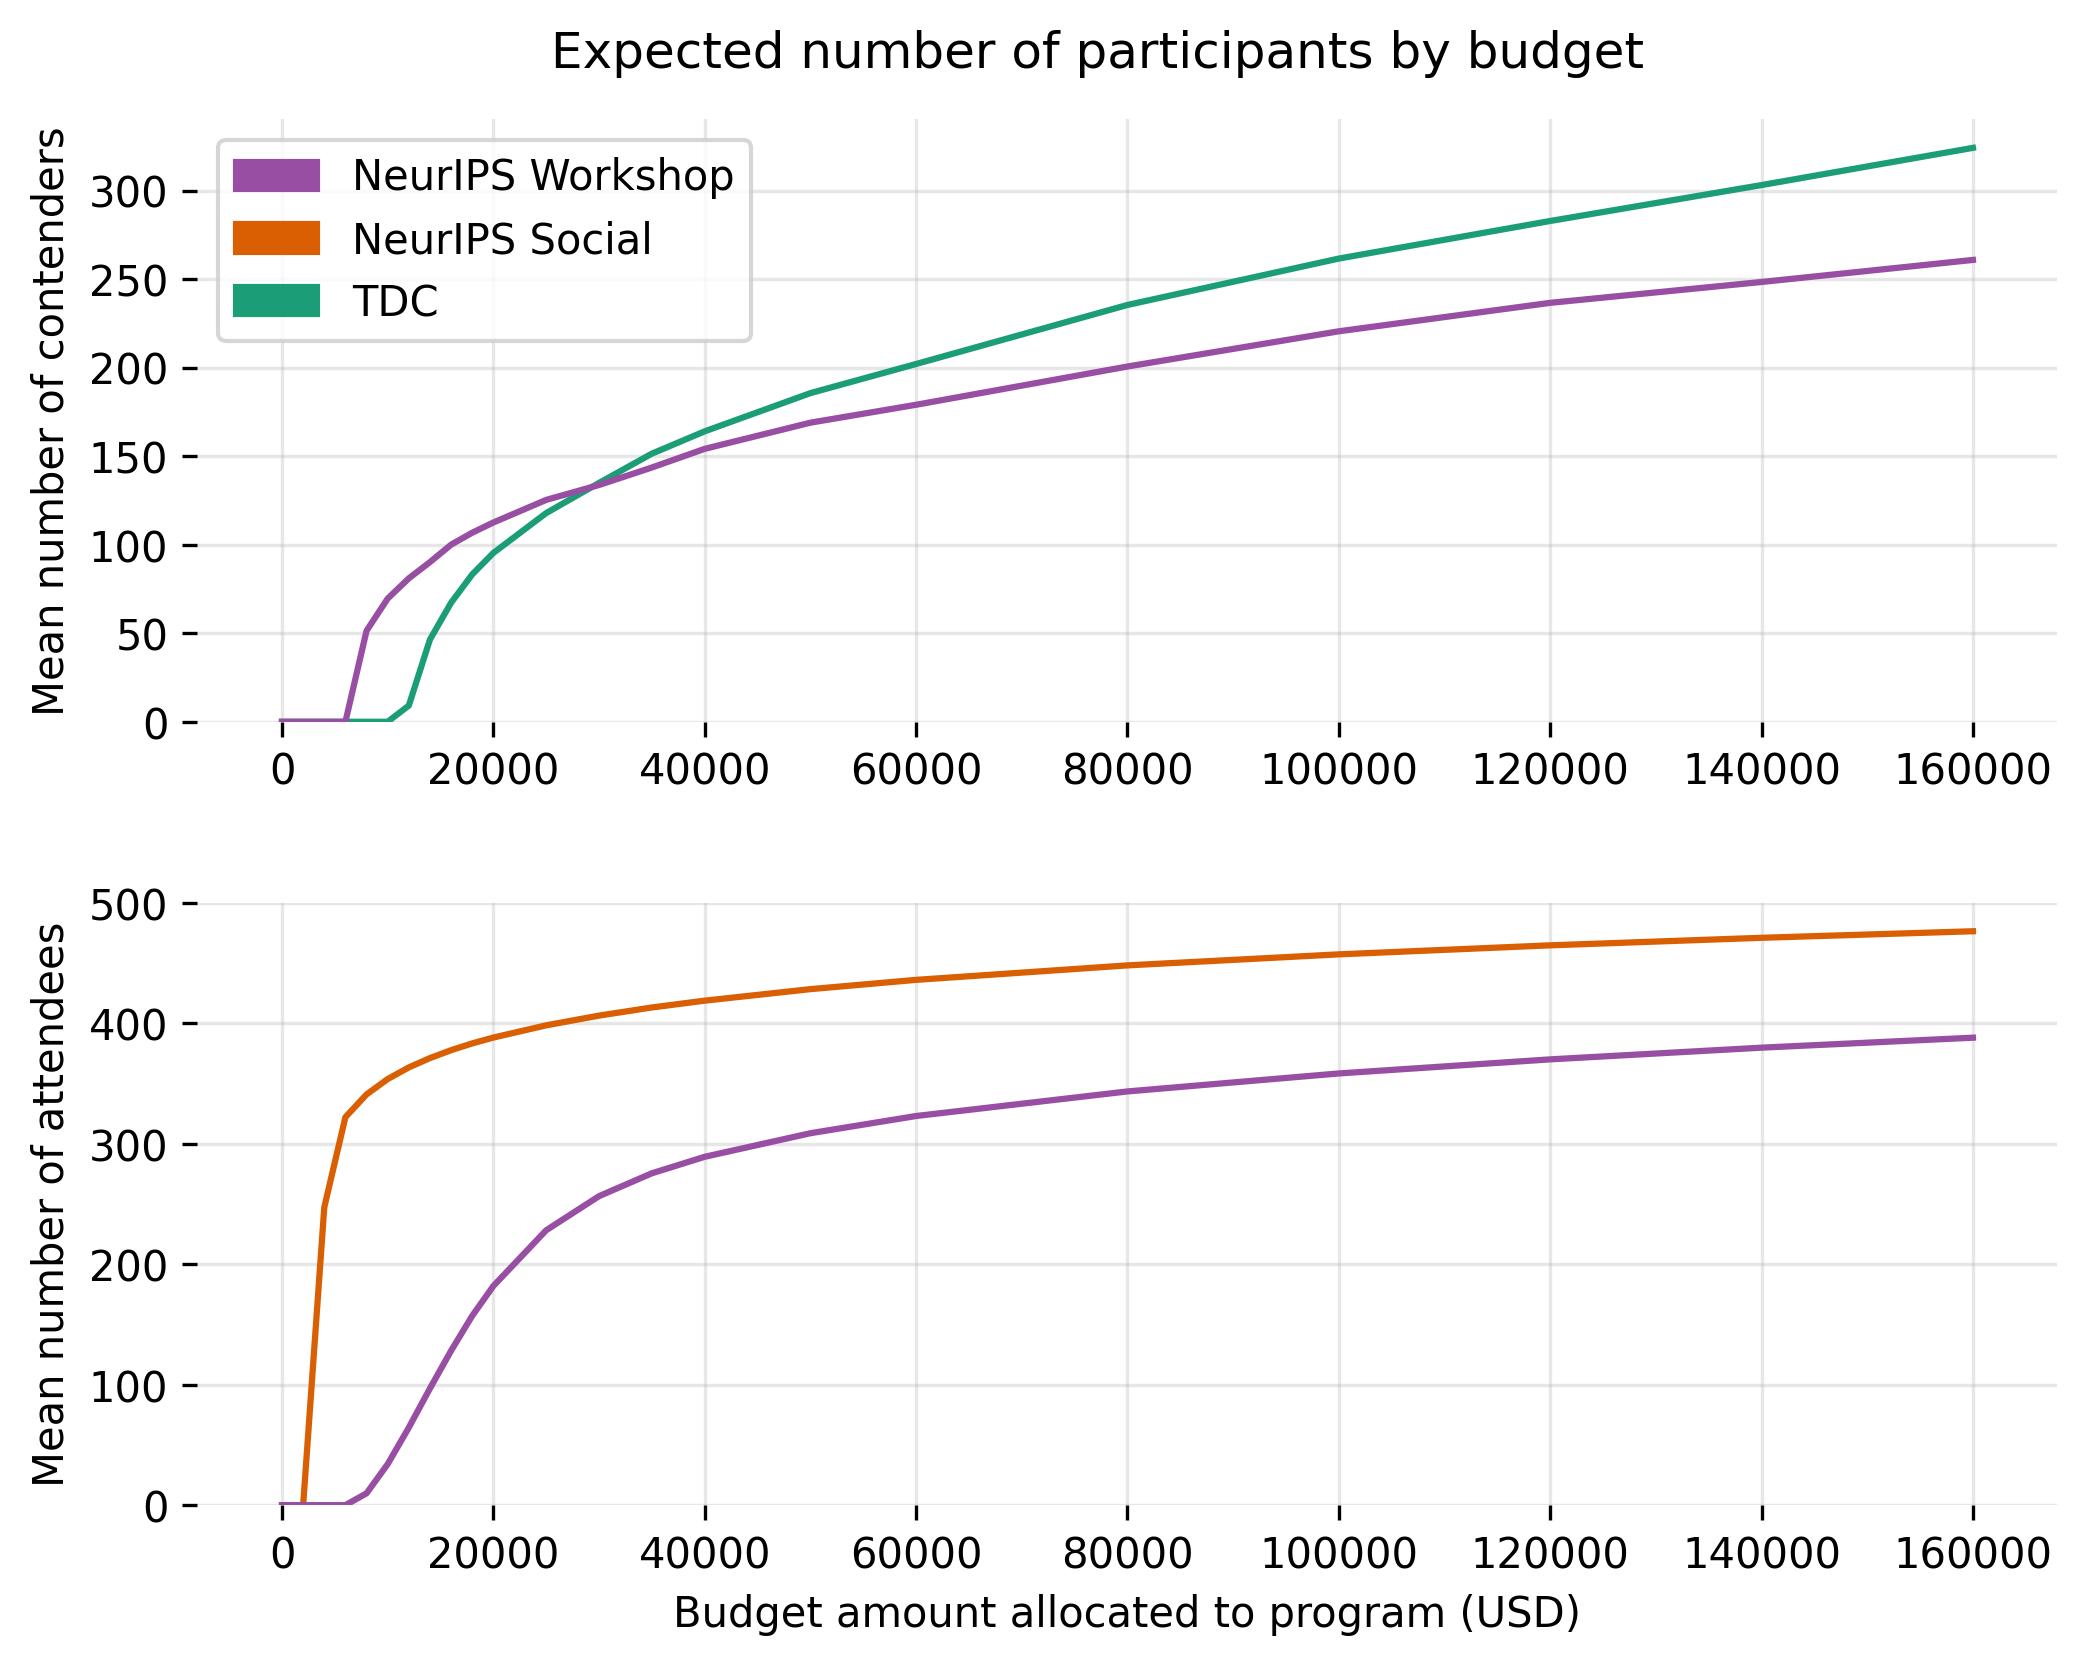 Expected number of participants by budget
Mean number of contenders
300
250
200
150
100
50
0
NeurIPS Workshop
NeurIPS Social
TDC
0 20000 40000 60000 80000 100000 120000 140000 160000
Mean number of attendees
500
400
300
200
100
0
0 20000 40000 60000 80000 100000 120000 140000 160000
Budget amount allocated to program (USD)